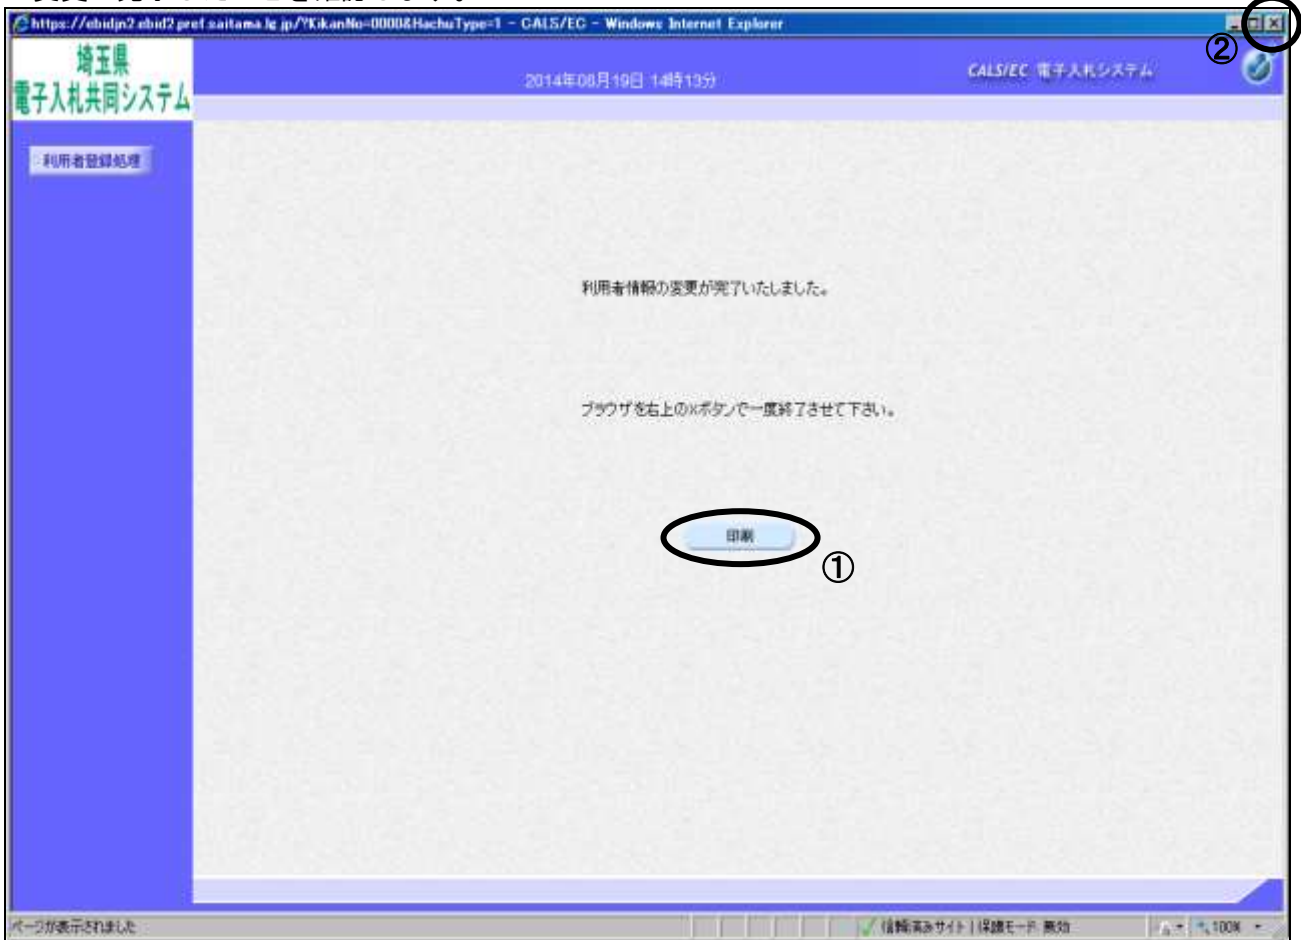 https://ebidjn2.ebid2.pref.saitama.lg.jp/?KikanNo=0000&HachuType=1 - CALS/EC - Windows Internet Explorer
②
埼玉県
電子入札共同システム
2014年08月19日 14時13分
CALS/EC 電子入札システム
利用者登録処理
利用者情報の変更が完了いたしました。
ブラウザを右上の×ボタンで一度終了させて下さい。
印刷
①
ページが表示されました
信頼済みサイト | 保護モード: 無効
100%